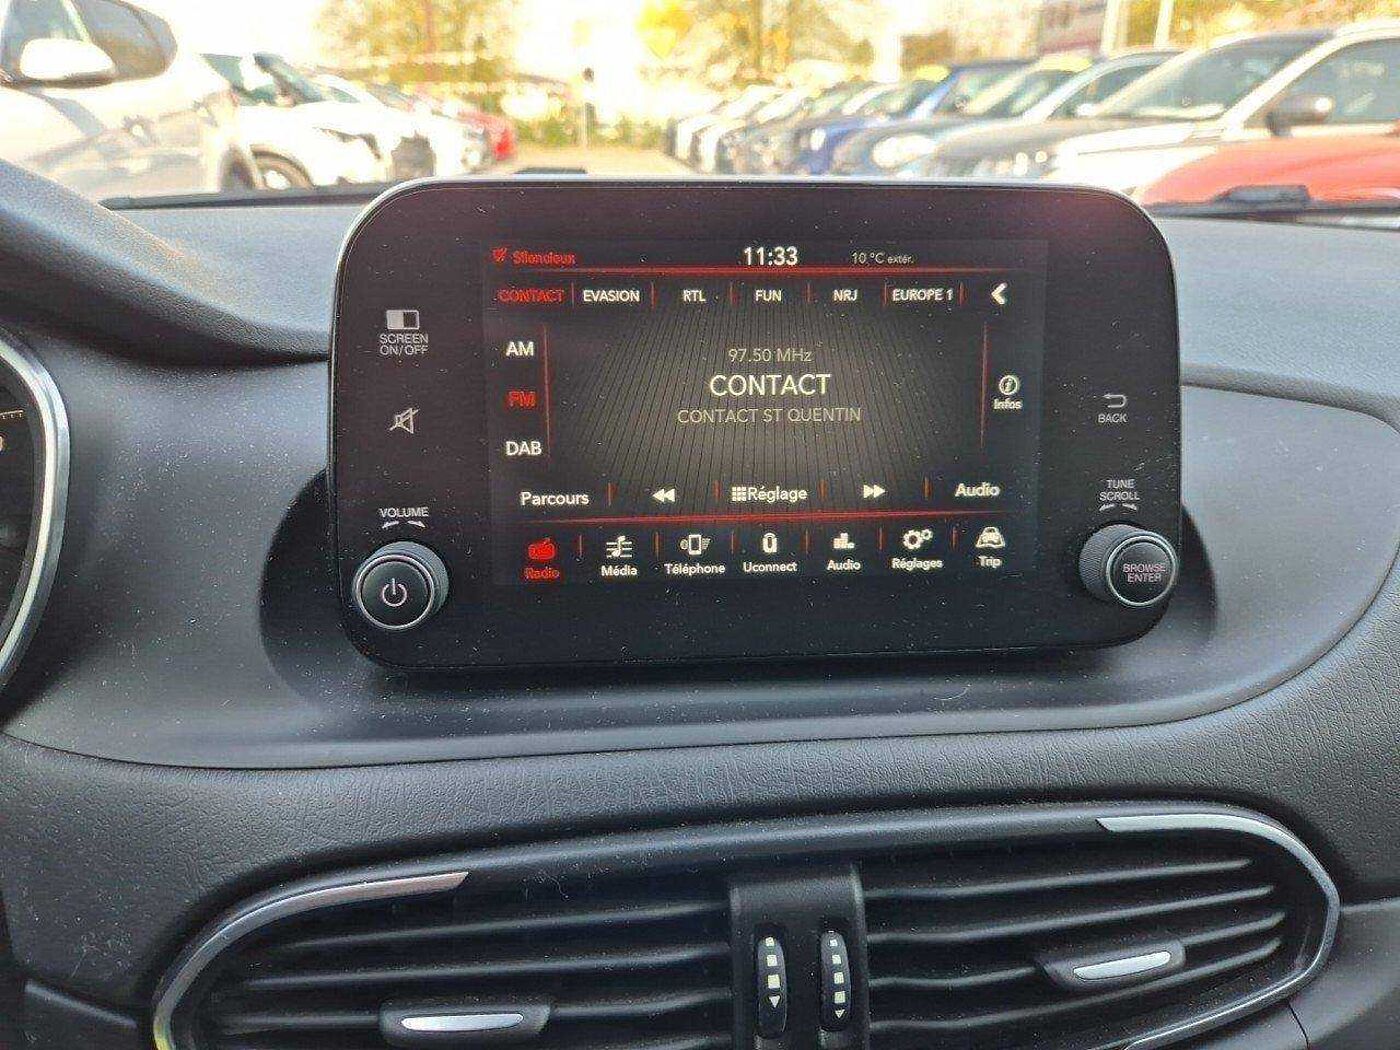 Silencieux 11:33 10 °C extér.
CONTACT EVASION RTL FUN NRJ EUROPE 1
SCREEN
ON/OFF
AM
97.50 MHz
CONTACT
CONTACT ST QUENTIN
FM
Infos
BACK
DAB
Parcours Réglage Audio
TUNE
SCROLL
VOLUME
Radio Média Téléphone Uconnect Audio Réglages Trip
BROWSE
ENTER